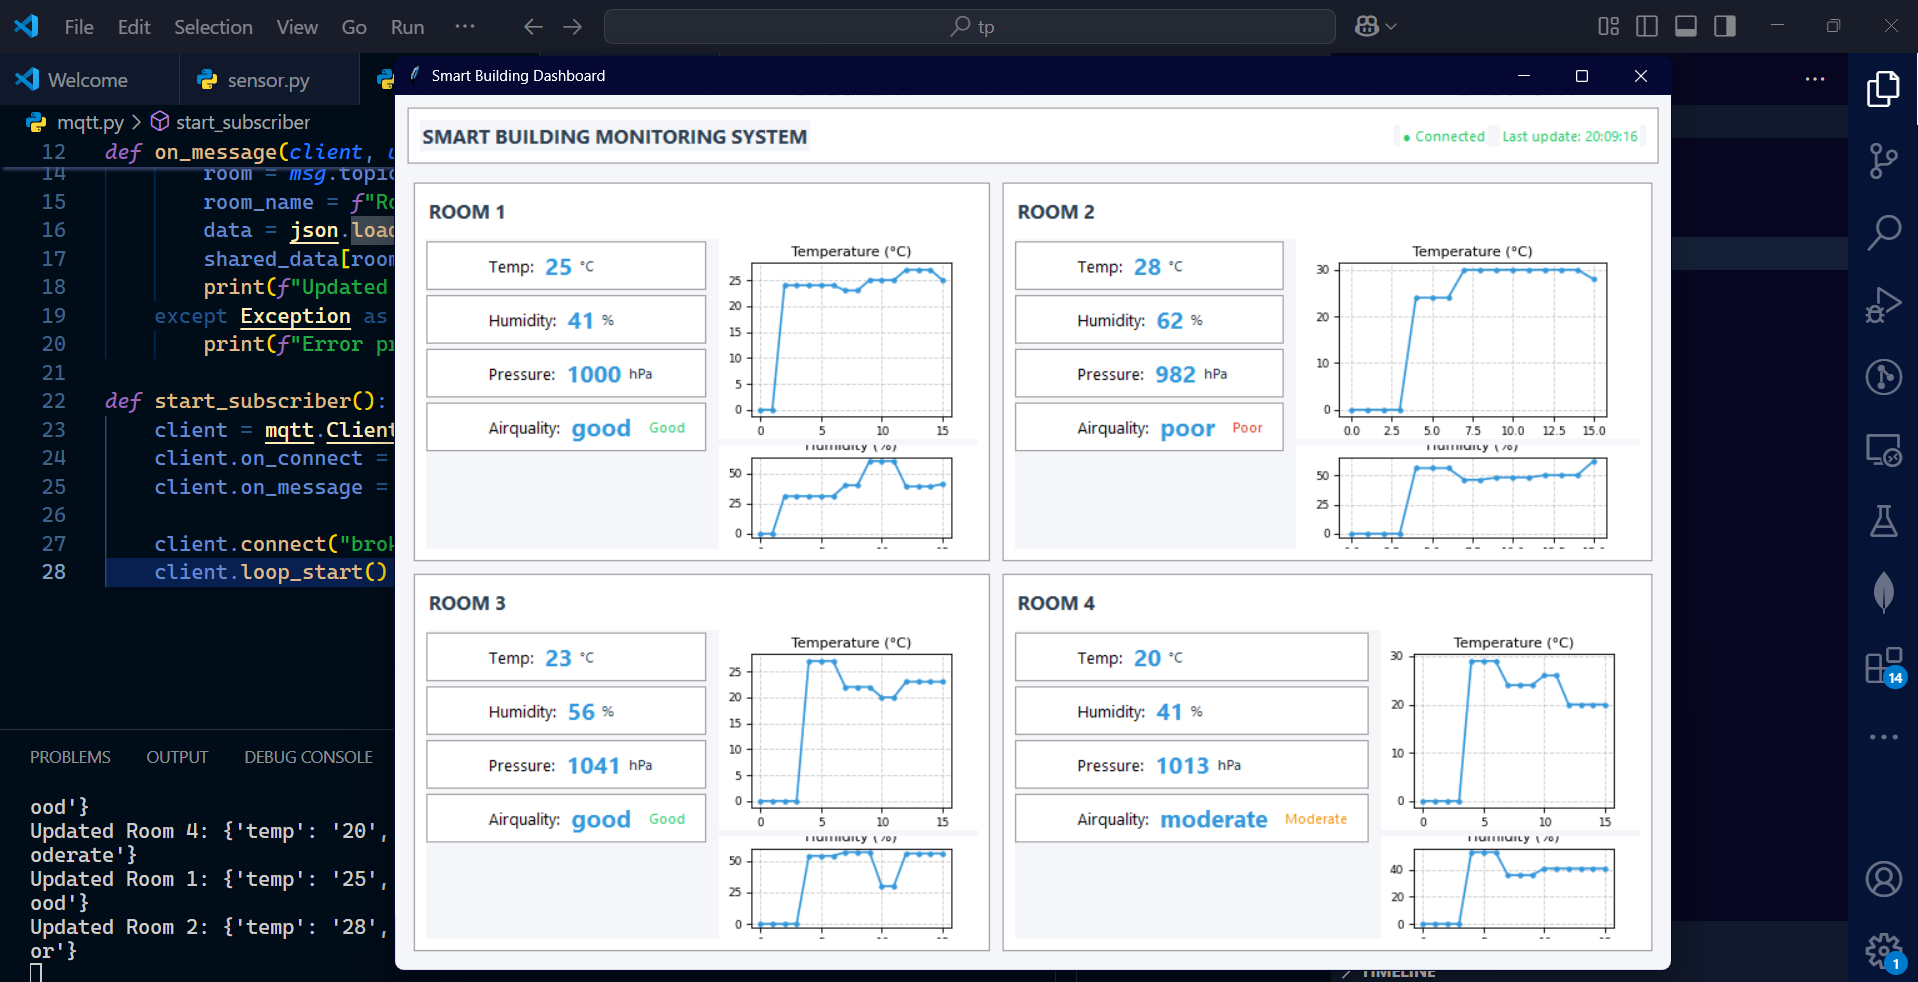 File Edit Selection View Go Run ···
tp
Welcome
sensor.py
mqtt.py > start_subscriber
12 def on_message(client,
14 room = msg.topic
15 room_name = f"Ro
16 data = json.load
17 shared_data[room
18 print(f"Updated
19 except Exception as
20 print(f"Error pr
21
22 def start_subscriber():
23 client = mqtt.Client
24 client.on_connect =
25 client.on_message =
26
27 client.connect("brok
28 client.loop_start()
PROBLEMS OUTPUT DEBUG CONSOLE
ood'}
Updated Room 4: {'temp': '20',
oderate'}
Updated Room 1: {'temp': '25',
ood'}
Updated Room 2: {'temp': '28',
or'}
Smart Building Dashboard
SMART BUILDING MONITORING SYSTEM
● Connected Last update: 20:09:16
ROOM 1
Temp: 25 °C
Humidity: 41 %
Pressure: 1000 hPa
Airquality: good Good
Temperature (°C)
25
20
15
10
5
0
0 5 10 15
Humidity (%)
50
25
0
ROOM 2
Temp: 28 °C
Humidity: 62 %
Pressure: 982 hPa
Airquality: poor Poor
Temperature (°C)
30
20
10
0
0.0 2.5 5.0 7.5 10.0 12.5 15.0
Humidity (%)
50
25
0
ROOM 3
Temp: 23 °C
Humidity: 56 %
Pressure: 1041 hPa
Airquality: good Good
Temperature (°C)
25
20
15
10
5
0
0 5 10 15
Humidity (%)
50
25
0
ROOM 4
Temp: 20 °C
Humidity: 41 %
Pressure: 1013 hPa
Airquality: moderate Moderate
Temperature (°C)
30
20
10
0
0 5 10 15
Humidity (%)
40
20
0
14
1
TIMELINE